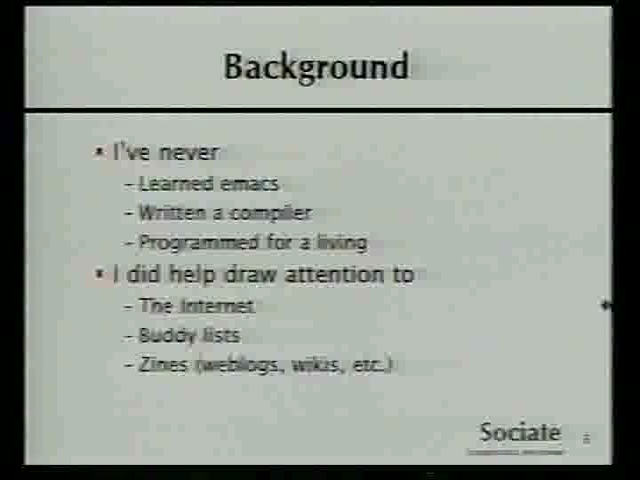 Background
• I've never
– Learned emacs
– Written a compiler
– Programmed for a living
• I did help draw attention to
– The Internet
– Buddy lists
– Zines (weblogs, wikis, etc.)
Sociate